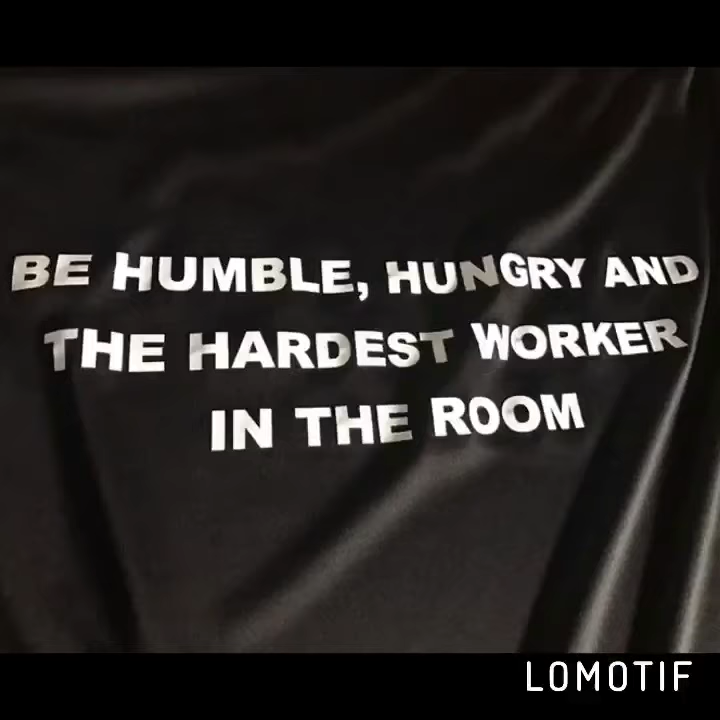 BE HUMBLE, HUNGRY AND
THE HARDEST WORKER
IN THE ROOM
LOMOTIF